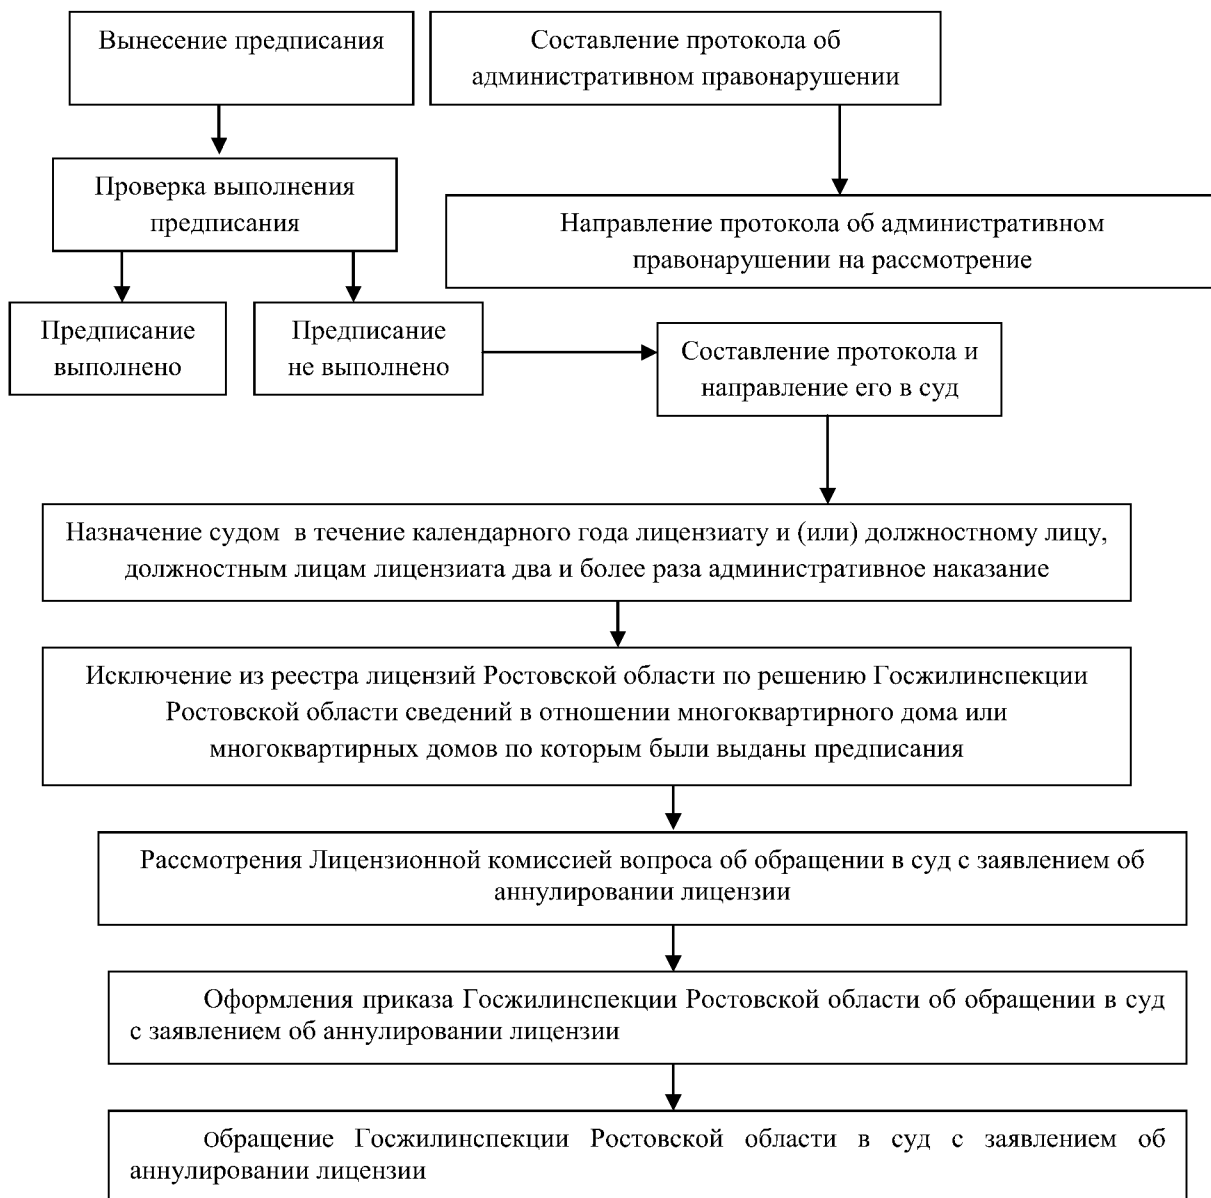 Вынесение предписания
Составление протокола об
административном правонарушении
Проверка выполнения
предписания
Направление протокола об административном
правонарушении на рассмотрение
Предписание
выполнено
Предписание
не выполнено
Составление протокола и
направление его в суд
Назначение судом в течение календарного года лицензиату и (или) должностному лицу,
должностным лицам лицензиата два и более раза административное наказание
Исключение из реестра лицензий Ростовской области по решению Госжилинспекции
Ростовской области сведений в отношении многоквартирного дома или
многоквартирных домов по которым были выданы предписания
Рассмотрения Лицензионной комиссией вопроса об обращении в суд с заявлением об
аннулировании лицензии
Оформления приказа Госжилинспекции Ростовской области об обращении в суд
с заявлением об аннулировании лицензии
Обращение Госжилинспекции Ростовской области в суд с заявлением об
аннулировании лицензии